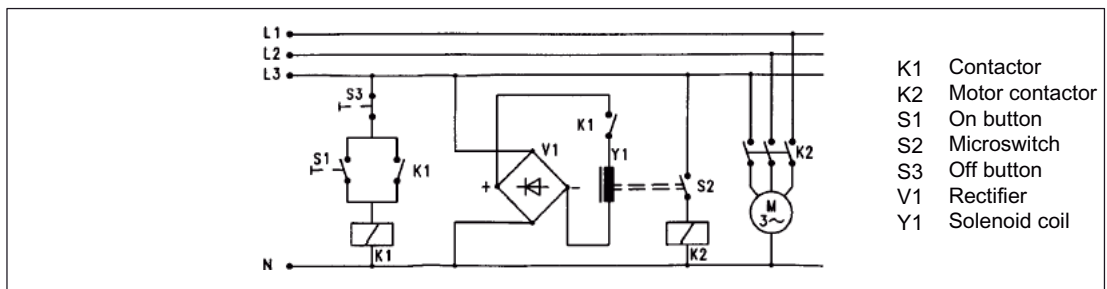 L1
L2
L3
S3
K1
V1
Y1
S1
K1
+
-
S2
K2
M
3~
K1
K2
N
K1 Contactor
K2 Motor contactor
S1 On button
S2 Microswitch
S3 Off button
V1 Rectifier
Y1 Solenoid coil